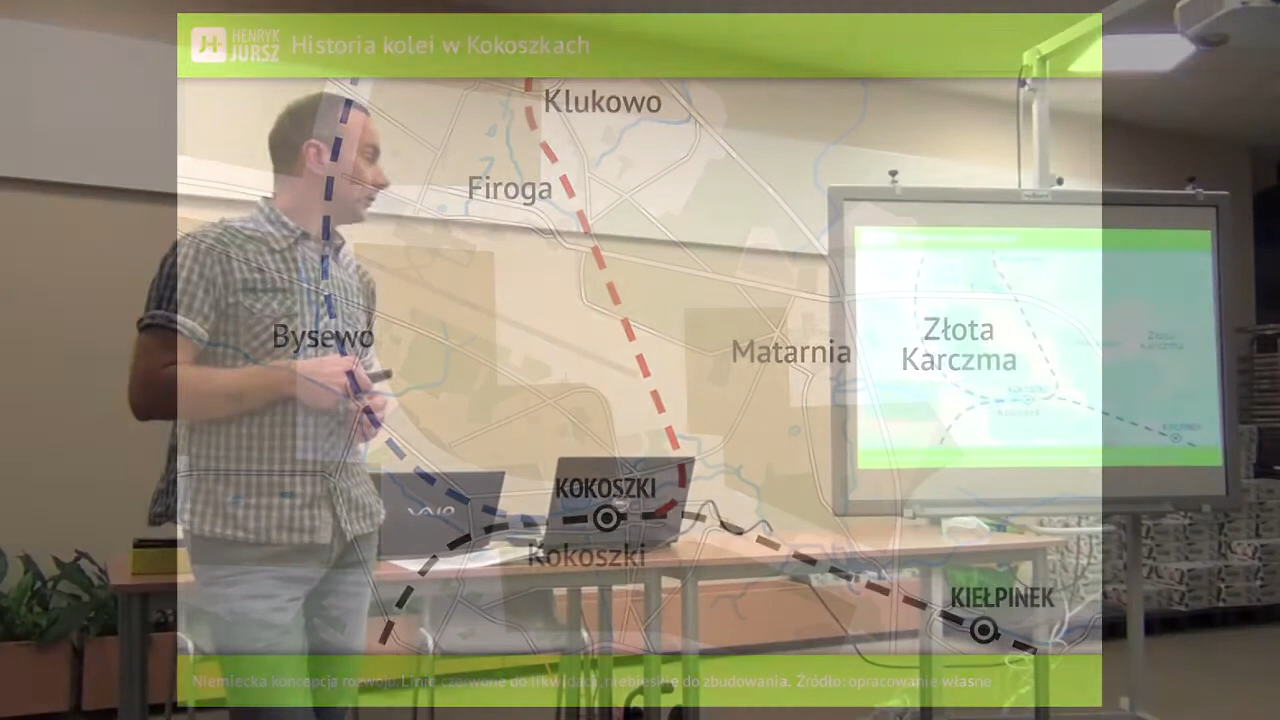 HENRYK
JURSZ
Historia kolei w Kokoszkach
Klukowo
Firoga
Bysewo
Matarnia
Złota
Karczma
KOKOSZKI
Kokoszki
VAIO
KIEŁPINEK
Niemiecka koncepcja rozwoju. Linie czerwone do likwidacji, niebieskie do zbudowania. Źródło: opracowanie własne